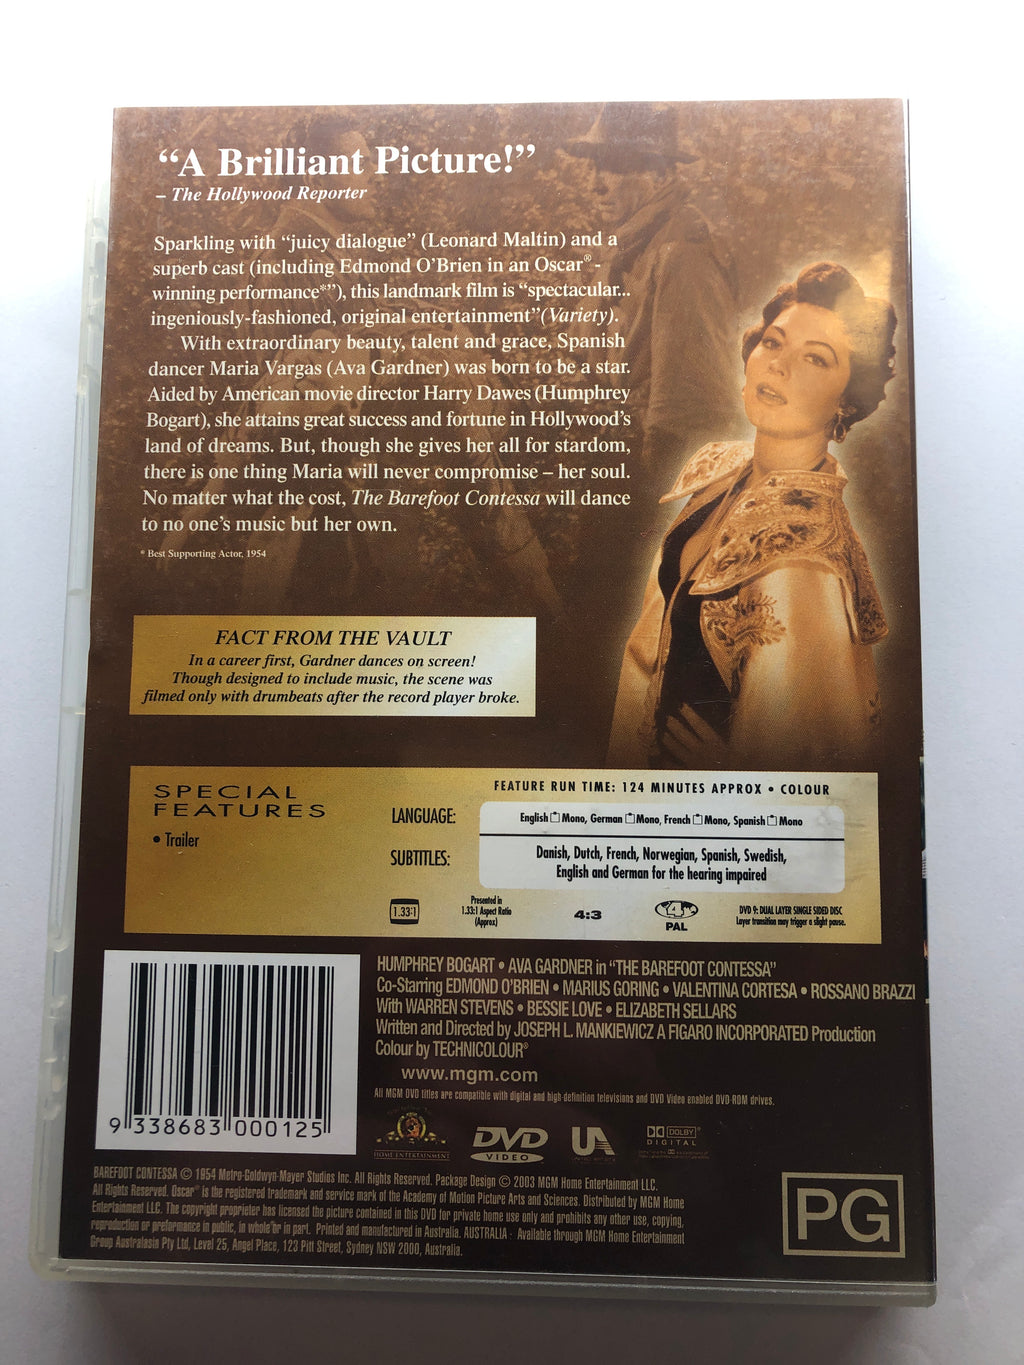 “A Brilliant Picture!”
– The Hollywood Reporter
Sparkling with “juicy dialogue” (Leonard Maltin) and a
superb cast (including Edmond O’Brien in an Oscar®-
winning performance*”), this landmark film is “spectacular...
ingeniously-fashioned, original entertainment”(Variety).
With extraordinary beauty, talent and grace, Spanish
dancer Maria Vargas (Ava Gardner) was born to be a star.
Aided by American movie director Harry Dawes (Humphrey
Bogart), she attains great success and fortune in Hollywood’s
land of dreams. But, though she gives her all for stardom,
there is one thing Maria will never compromise – her soul.
No matter what the cost, The Barefoot Contessa will dance
to no one’s music but her own.
* Best Supporting Actor, 1954
FACT FROM THE VAULT
In a career first, Gardner dances on screen!
Though designed to include music, the scene was
filmed only with drumbeats after the record player broke.
SPECIAL
FEATURES
• Trailer
FEATURE RUN TIME: 124 MINUTES APPROX • COLOUR
LANGUAGE:
English Mono, German Mono, French Mono, Spanish Mono
SUBTITLES:
Danish, Dutch, French, Norwegian, Spanish, Swedish,
English and German for the hearing impaired
1.33:1
Presented in
1.33:1 Aspect Ratio
(Approx)
4:3
4
PAL
DVD 9: DUAL LAYER SINGLE SIDED DISC
Layer transition may trigger a slight pause.
HUMPHREY BOGART • AVA GARDNER in “THE BAREFOOT CONTESSA”
Co-Starring EDMOND O’BRIEN • MARIUS GORING • VALENTINA CORTESA • ROSSANO BRAZZI
With WARREN STEVENS • BESSIE LOVE • ELIZABETH SELLARS
Written and Directed by JOSEPH L. MANKIEWICZ A FIGARO INCORPORATED Production
Colour by TECHNICOLOUR®
www.mgm.com
All MGM DVD titles are compatible with digital and high-definition televisions and DVD Video enabled DVD-ROM drives.
9 338683 000125
HOME ENTERTAINMENT
DVD
VIDEO
UA
DOLBY
DIGITAL
BAREFOOT CONTESSA © 1954 Metro-Goldwyn-Mayer Studios Inc. All Rights Reserved. Package Design © 2003 MGM Home Entertainment LLC.
All Rights Reserved. Oscar® is the registered trademark and service mark of the Academy of Motion Picture Arts and Sciences. Distributed by MGM Home
Entertainment LLC. The copyright proprietor has licensed the picture contained in this DVD for private home use only and prohibits any other use, copying,
reproduction or preformance in public, in whole or in part. Printed and manufactured in Australia. AUSTRALIA : Available through MGM Home Entertainment
Group Australasia Pty Ltd, Level 25, Angel Place, 123 Pitt Street, Sydney NSW 2000, Australia.
PG